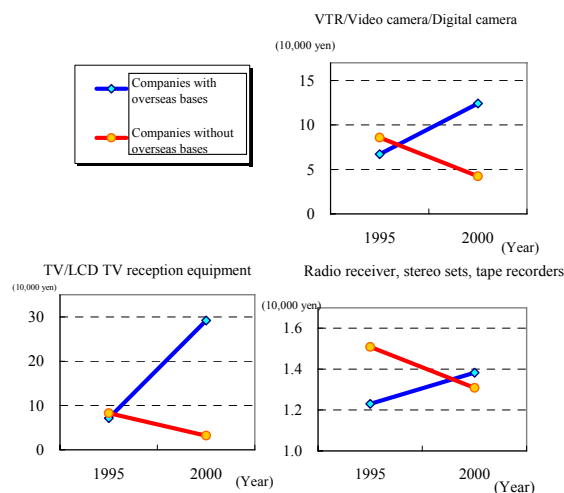 VTR/Video camera/Digital camera
(10,000 yen)
Companies with
overseas bases
Companies without
overseas bases
15
10
5
0
1995
2000
(Year)
TV/LCD TV reception equipment
(10,000 yen)
30
20
10
0
1995
2000
(Year)
Radio receiver, stereo sets, tape recorders
(10,000 yen)
1.6
1.4
1.2
1.0
1995
2000
(Year)